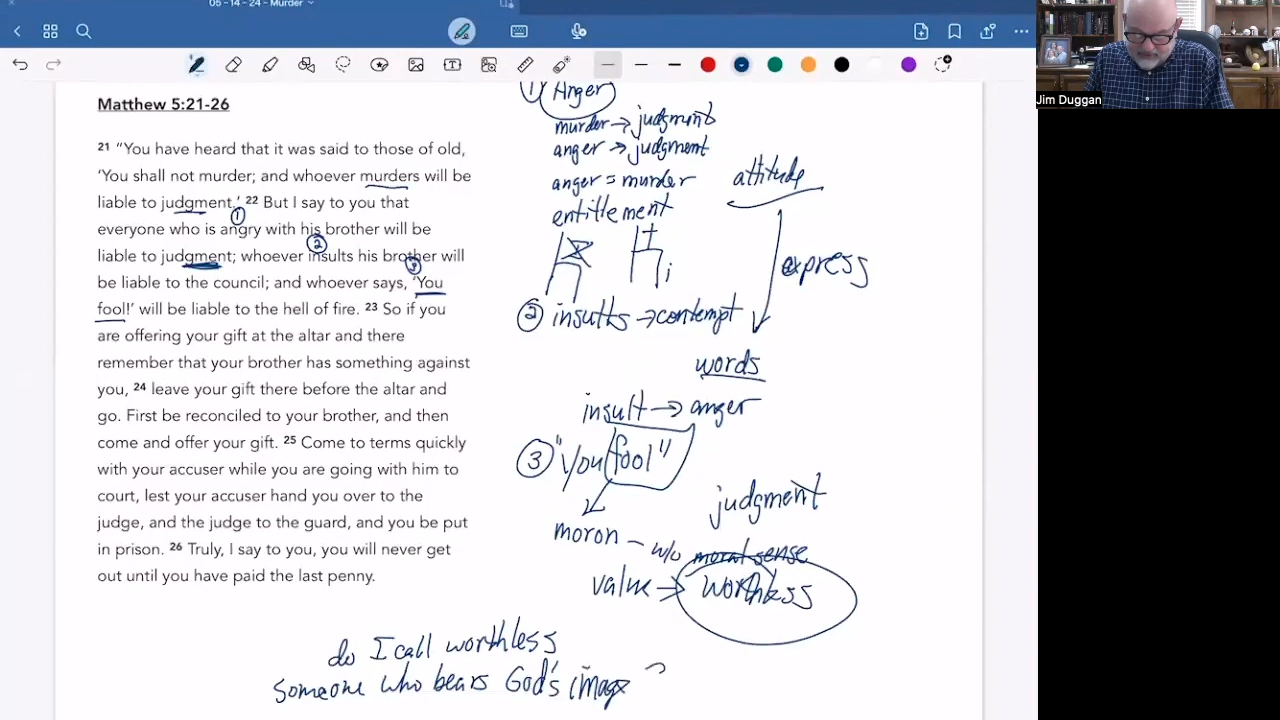 05 - 14 - 24 - Murder
Jim Duggan
Matthew 5:21-26
21 “You have heard that it was said to those of old,
‘You shall not murder; and whoever murders will be
liable to judgment.’ 22 But I say to you that
everyone who is angry with his brother will be
liable to judgment; whoever insults his brother will
be liable to the council; and whoever says, ‘You
fool!’ will be liable to the hell of fire. 23 So if you
are offering your gift at the altar and there
remember that your brother has something against
you, 24 leave your gift there before the altar and
go. First be reconciled to your brother, and then
come and offer your gift. 25 Come to terms quickly
with your accuser while you are going with him to
court, lest your accuser hand you over to the
judge, and the judge to the guard, and you be put
in prison. 26 Truly, I say to you, you will never get
out until you have paid the last penny.
1
2
3
1) Anger
murder → judgment
anger → judgment
anger = murder
entitlement
attitude
express
i
2 insults → contempt
words
insult → anger
3 "You fool"
judgment
moron - w/o moral sense
value → worthless
do I call worthless
someone who bears God's image ?